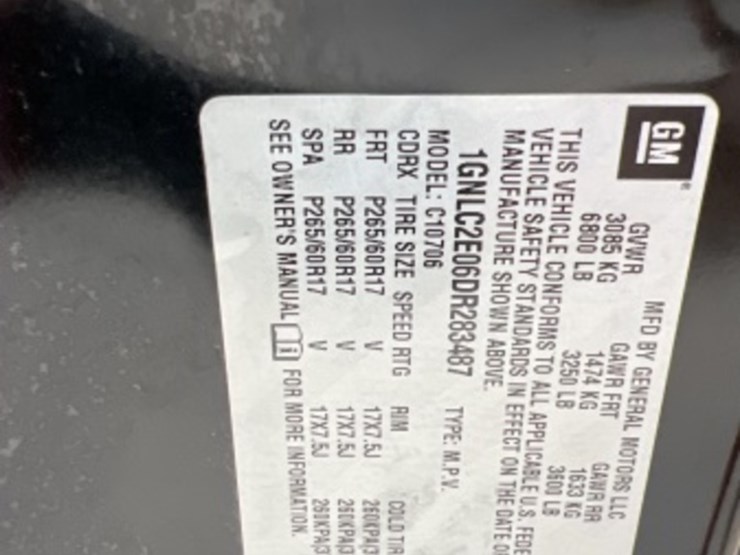 GM ®
MFD BY GENERAL MOTORS LLC
GVWR GAWR FRT GAWR RR
3085 KG 1474 KG 1633 KG
6800 LB 3250 LB 3600 LB
THIS VEHICLE CONFORMS TO ALL APPLICABLE U.S. FEDE
VEHICLE SAFETY STANDARDS IN EFFECT ON THE DATE O
MANUFACTURE SHOWN ABOVE.
1GNLC2E06DR283487 TYPE: M.P.V.
MODEL: C10706
CDRX TIRE SIZE SPEED RTG RIM COLD TIR
FRT P265/60R17 V 17X7.5J 260KPA(3
RR P265/60R17 V 17X7.5J 260KPA(3
SPA P265/60R17 V 17X7.5J 260KPA(3
SEE OWNER'S MANUAL i FOR MORE INFORMATION.